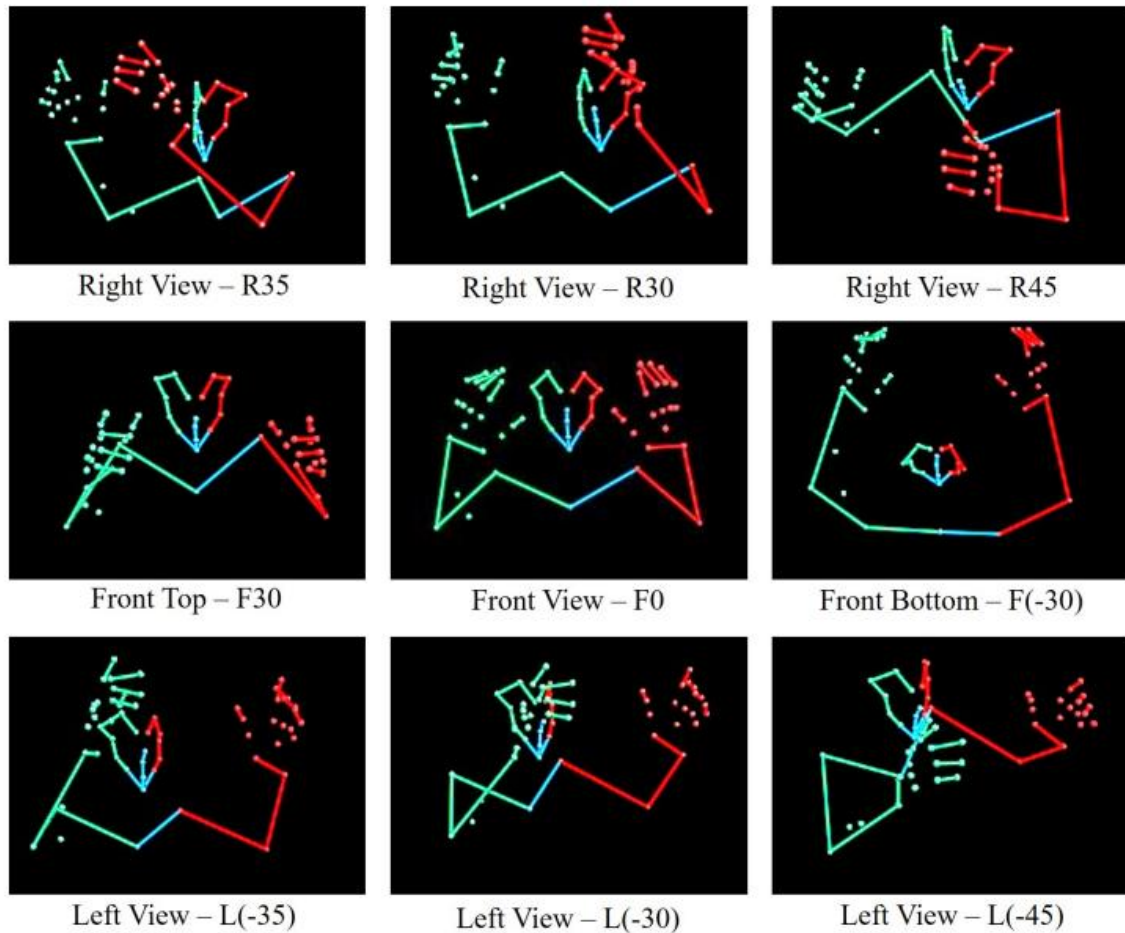 Right View – R35
Right View – R30
Right View – R45
Front Top – F30
Front View – F0
Front Bottom – F(-30)
Left View – L(-35)
Left View – L(-30)
Left View – L(-45)